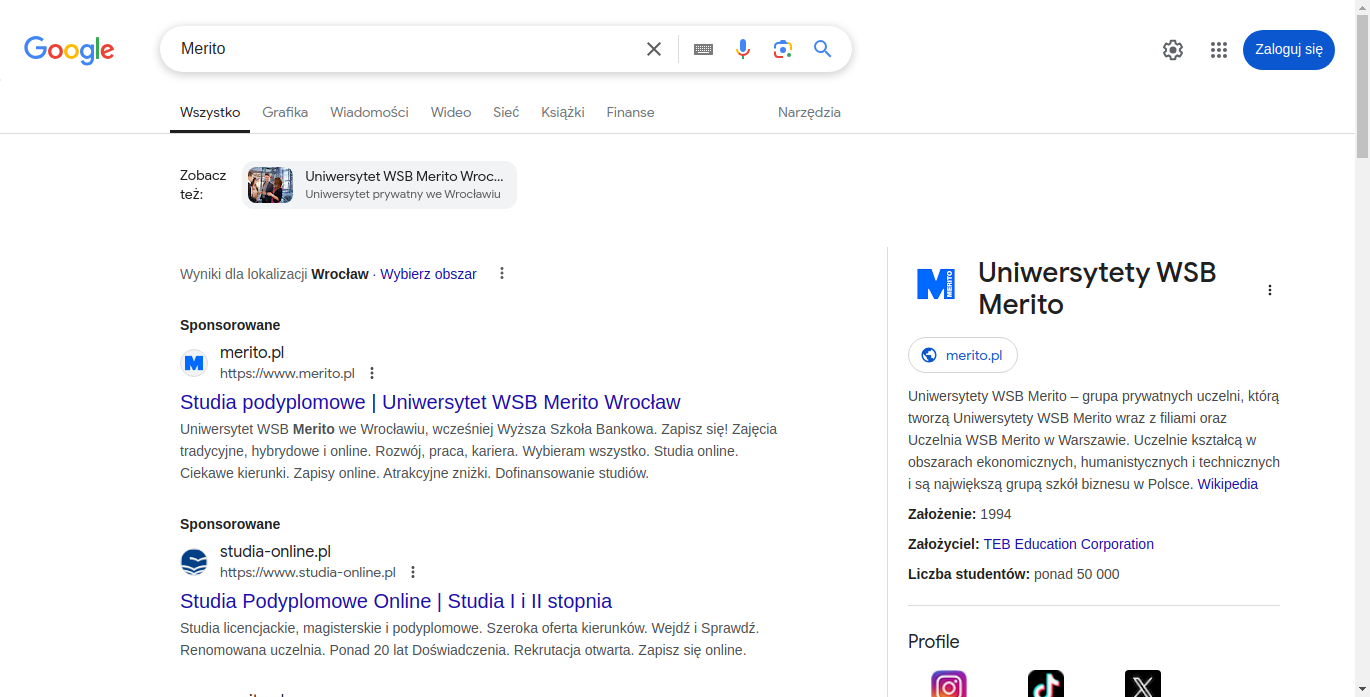 Google
Merito
Zaloguj się
Wszystko Grafika Wiadomości Wideo Sieć Książki Finanse Narzędzia
Zobacz też:
Uniwersytet WSB Merito Wroc...
Uniwersytet prywatny we Wrocławiu
Wyniki dla lokalizacji Wrocław · Wybierz obszar
Sponsorowane
merito.pl
https://www.merito.pl
Studia podyplomowe | Uniwersytet WSB Merito Wrocław
Uniwersytet WSB Merito we Wrocławiu, wcześniej Wyższa Szkoła Bankowa. Zapisz się! Zajęcia
tradycyjne, hybrydowe i online. Rozwój, praca, kariera. Wybieram wszystko. Studia online.
Ciekawe kierunki. Zapisy online. Atrakcyjne zniżki. Dofinansowanie studiów.
Sponsorowane
studia-online.pl
https://www.studia-online.pl
Studia Podyplomowe Online | Studia I i II stopnia
Studia licencjackie, magisterskie i podyplomowe. Szeroka oferta kierunków. Wejdź i Sprawdź.
Renomowana uczelnia. Ponad 20 lat Doświadczenia. Rekrutacja otwarta. Zapisz się online.
M MERITO
Uniwersytety WSB
Merito
merito.pl
Uniwersytety WSB Merito – grupa prywatnych uczelni, którą
tworzą Uniwersytety WSB Merito wraz z filiami oraz
Uczelnia WSB Merito w Warszawie. Uczelnie kształcą w
obszarach ekonomicznych, humanistycznych i technicznych
i są największą grupą szkół biznesu w Polsce. Wikipedia
Założenie: 1994
Założyciel: TEB Education Corporation
Liczba studentów: ponad 50 000
Profile